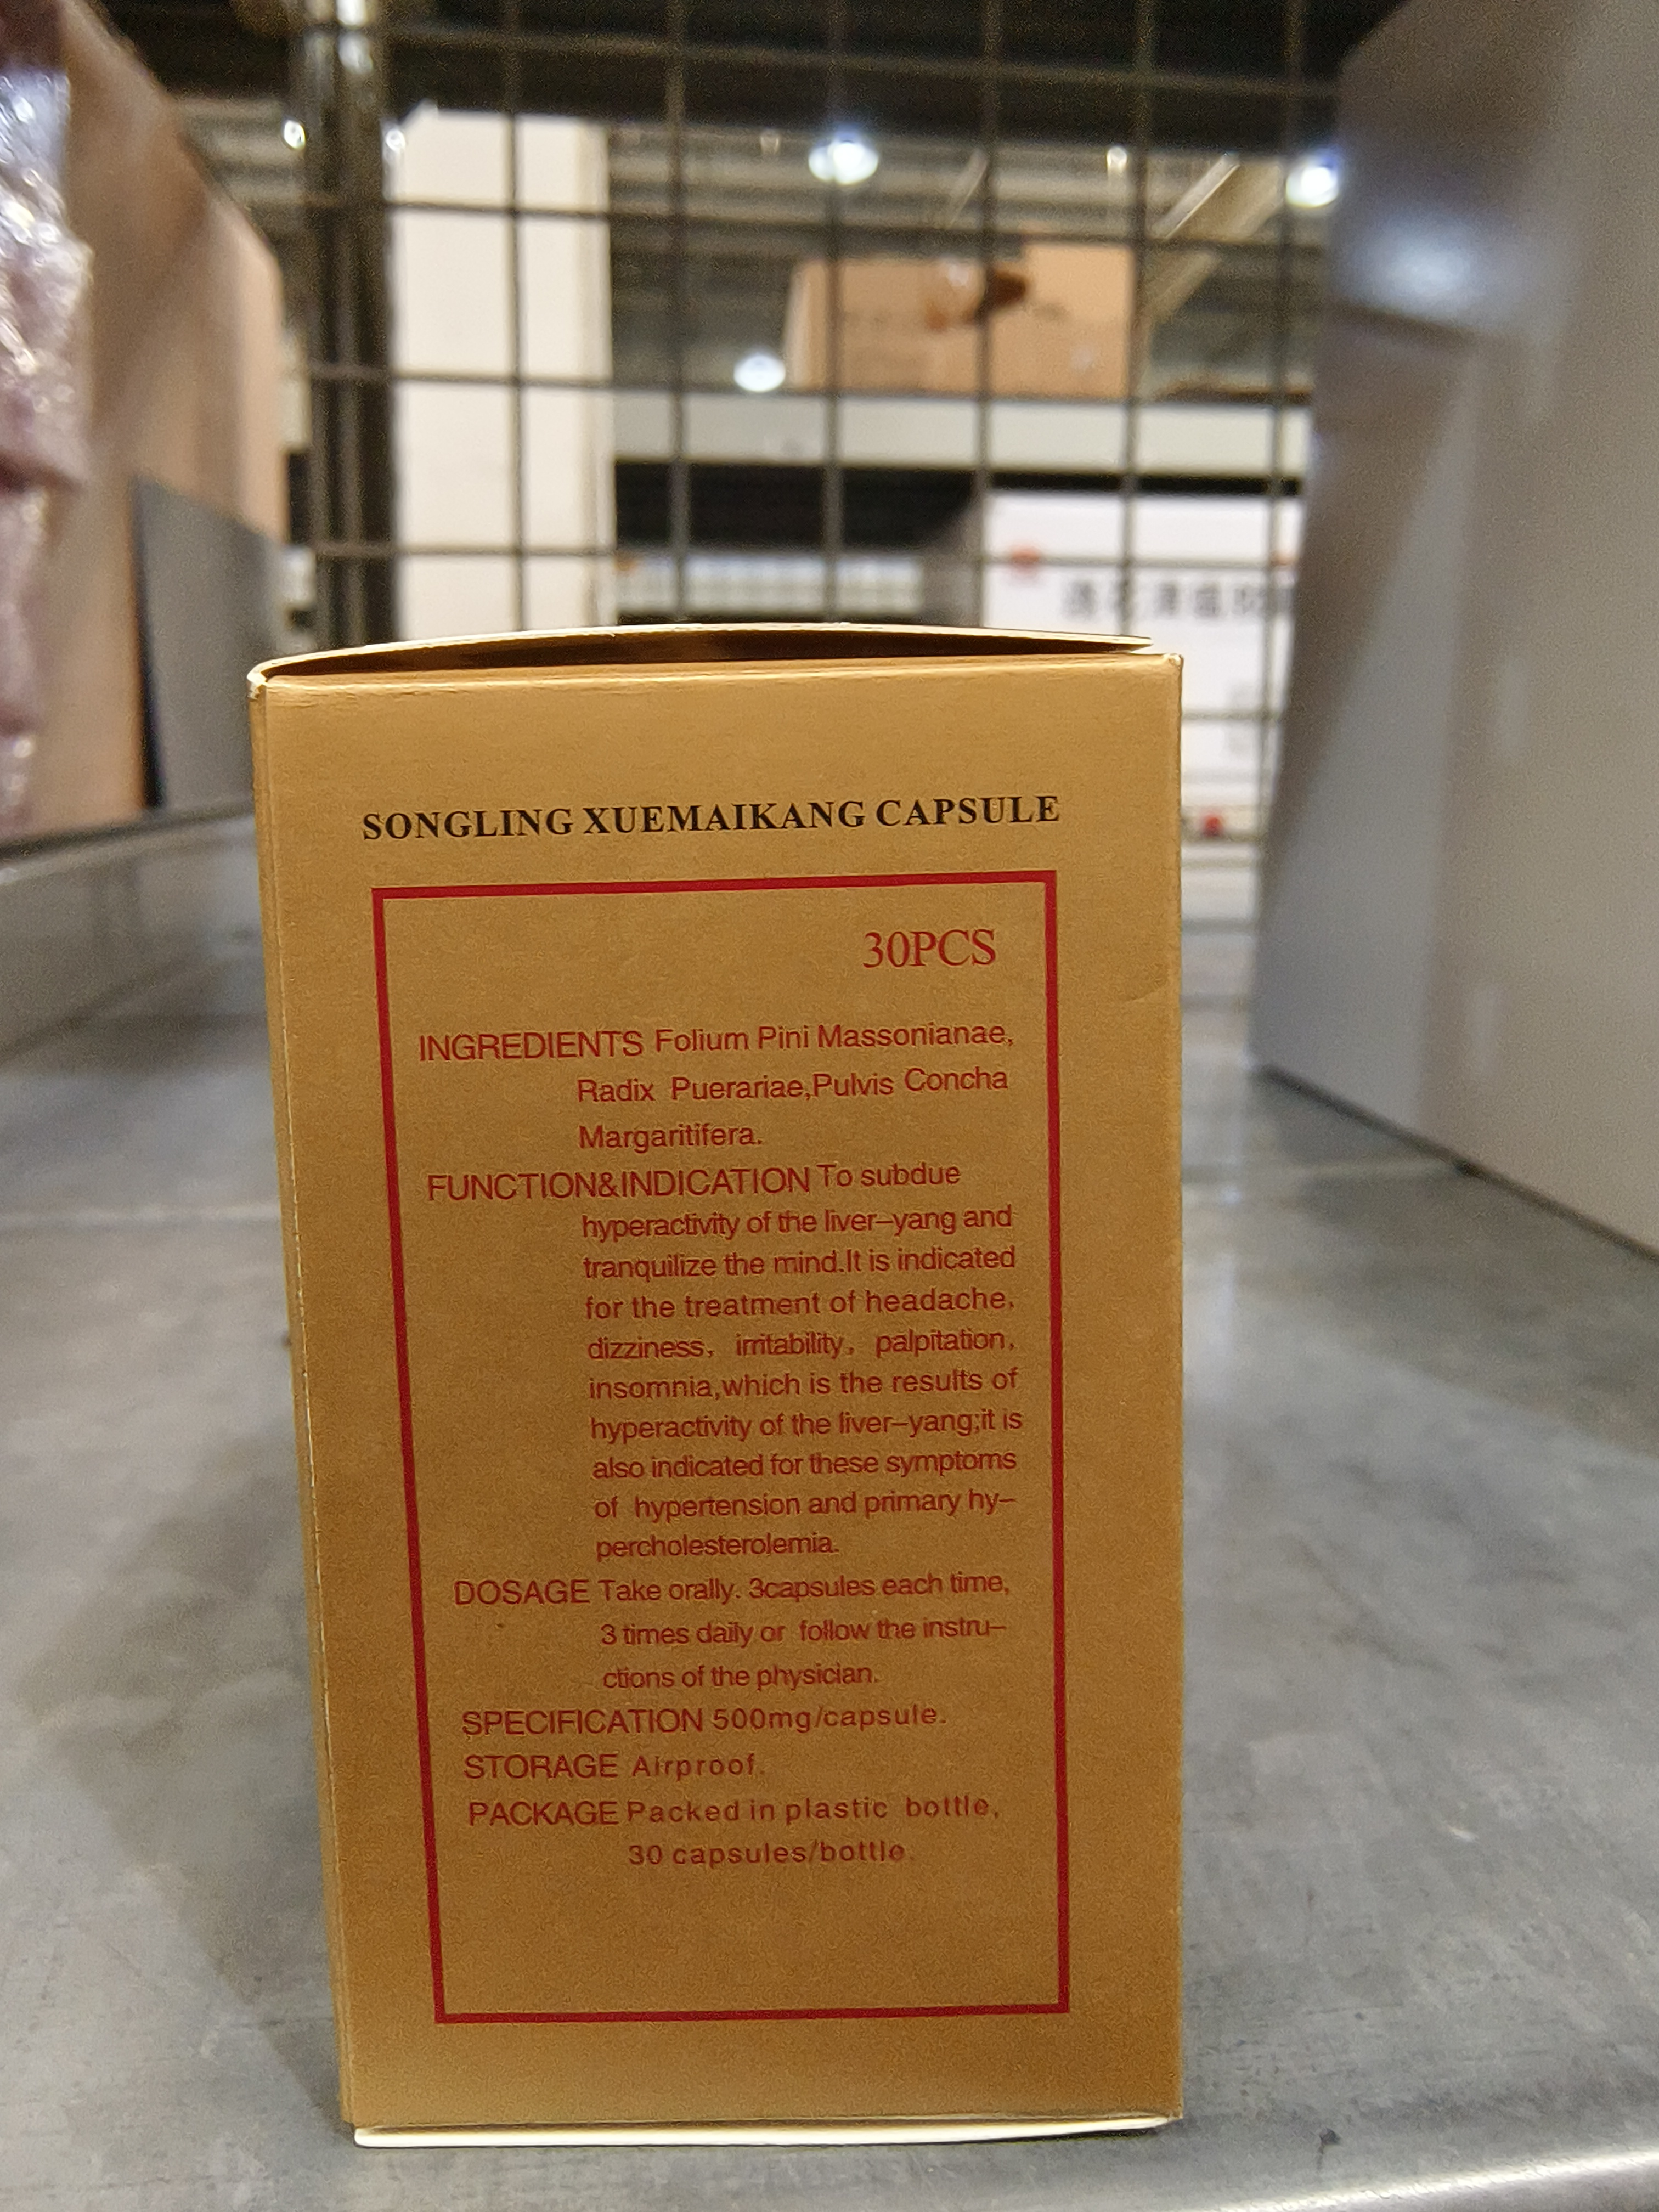 SONGLING XUEMAIKANG CAPSULE
30PCS
INGREDIENTS Folium Pini Massonianae,
Radix Puerariae,Pulvis Concha
Margaritifera.
FUNCTION&INDICATION To subdue
hyperactivity of the liver–yang and
tranquilize the mind.It is indicated
for the treatment of headache,
dizziness, irritability, palpitation,
insomnia,which is the results of
hyperactivity of the liver–yang;it is
also indicated for these symptoms
of hypertension and primary hy–
percholesterolemia.
DOSAGE Take orally. 3capsules each time,
3 times daily or follow the instru–
ctions of the physician.
SPECIFICATION 500mg/capsule.
STORAGE Airproof.
PACKAGE Packed in plastic bottle,
30 capsules/bottle.